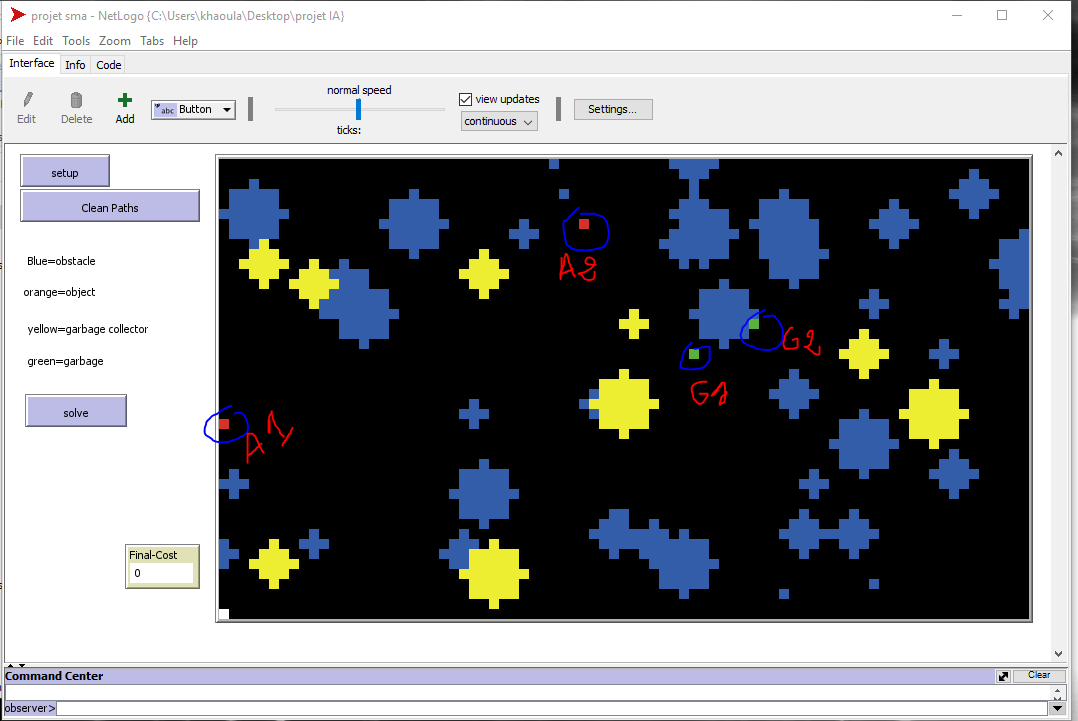 projet sma - NetLogo {C:\Users\khaoula\Desktop\projet IA}
File Edit Tools Zoom Tabs Help
Interface Info Code
Edit Delete Add abc Button normal speed ticks: view updates continuous Settings...
setup
Clean Paths
Blue=obstacle
orange=object
yellow=garbage collector
green=garbage
solve
Final-Cost
0
A2
G2
G1
A1
Command Center Clear
observer>